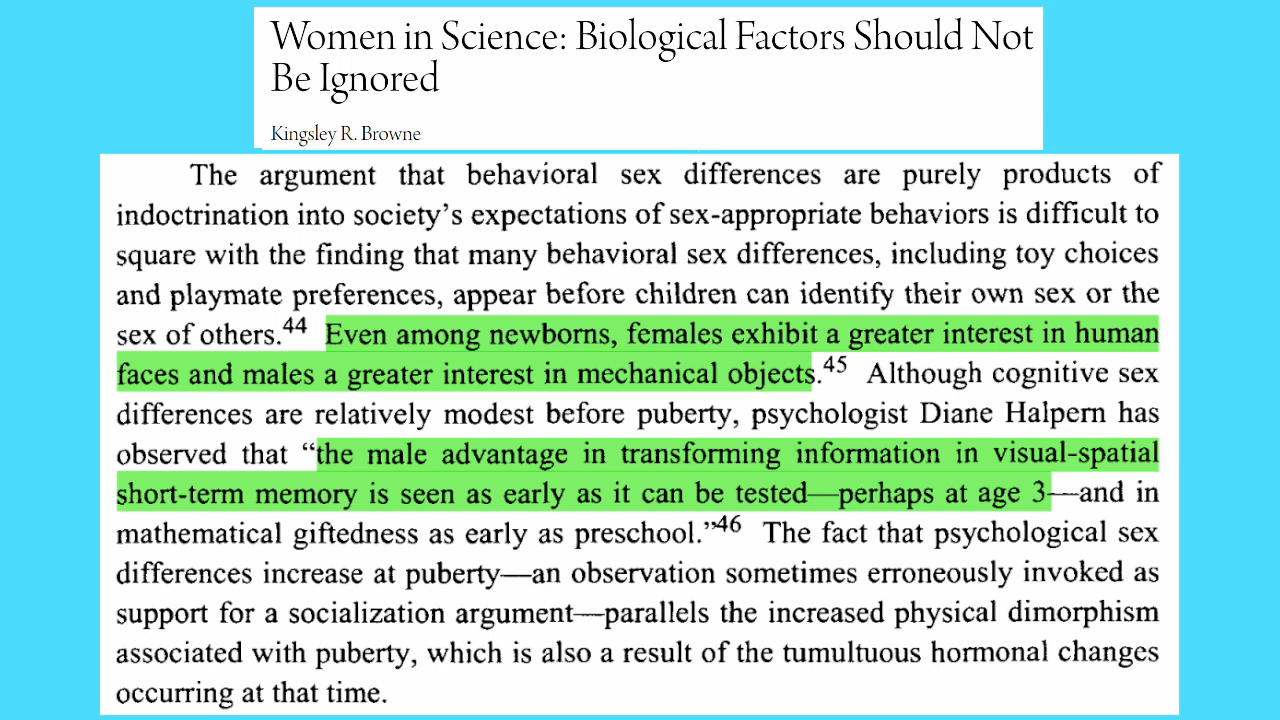 Women in Science: Biological Factors Should Not
Be Ignored
Kingsley R. Browne
The argument that behavioral sex differences are purely products of
indoctrination into society's expectations of sex-appropriate behaviors is difficult to
square with the finding that many behavioral sex differences, including toy choices
and playmate preferences, appear before children can identify their own sex or the
sex of others.44 Even among newborns, females exhibit a greater interest in human
faces and males a greater interest in mechanical objects.45 Although cognitive sex
differences are relatively modest before puberty, psychologist Diane Halpern has
observed that “the male advantage in transforming information in visual-spatial
short-term memory is seen as early as it can be tested—perhaps at age 3—and in
mathematical giftedness as early as preschool.”46 The fact that psychological sex
differences increase at puberty—an observation sometimes erroneously invoked as
support for a socialization argument—parallels the increased physical dimorphism
associated with puberty, which is also a result of the tumultuous hormonal changes
occurring at that time.